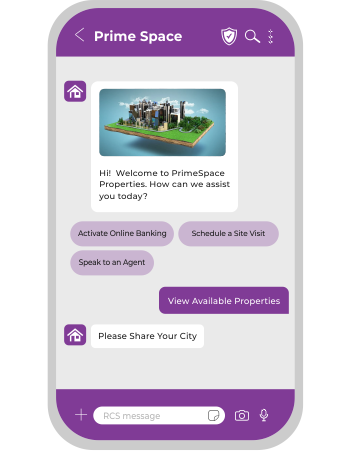 Prime Space
Hi! Welcome to PrimeSpace
Properties. How can we assist
you today?
Activate Online Banking
Schedule a Site Visit
Speak to an Agent
View Available Properties
Please Share Your City
RCS message